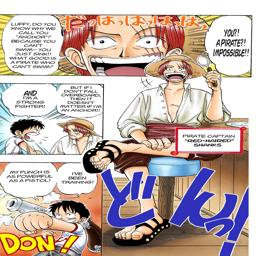 だっはっはっはっは
LUFFY, DO YOU
KNOW WHY WE
CALL YOU
"ANCHOR"?
BECAUSE YOU
CAN'T
SWIM-- YOU
JUST SINK!!
WHAT GOOD IS
A PIRATE WHO
CAN'T SWIM?
YOU?!
A PIRATE?!
IMPOSSIBLE!!
AND
I'M A
STRONG
FIGHTER!
BUT IF I
DON'T FALL
OVERBOARD,
THEN IT
DOESN'T
MATTER IF I'M
AN ANCHOR!!
PIRATE CAPTAIN
"RED-HAIRED"
SHANKS
MY PUNCH IS
AS POWERFUL
AS A PISTOL!
I'VE
BEEN
TRAINING!
DON!
どんっ!